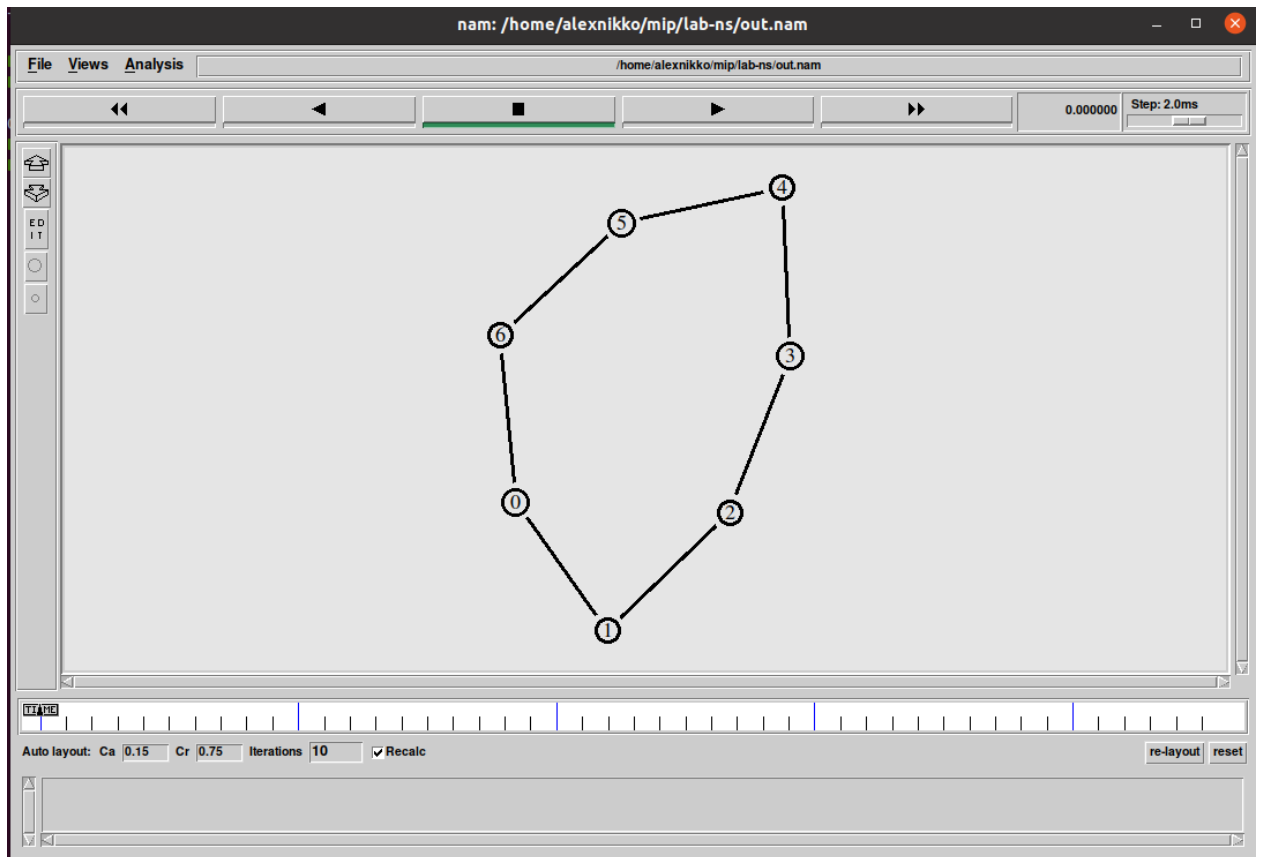 nam: /home/alexnikko/mip/lab-ns/out.nam
File Views Analysis /home/alexnikko/mip/lab-ns/out.nam
0.000000 Step: 2.0ms
4
5
E D
I T
6
3
0
2
1
TIME
Auto layout: Ca 0.15 Cr 0.75 Iterations 10 Recalc re-layout reset